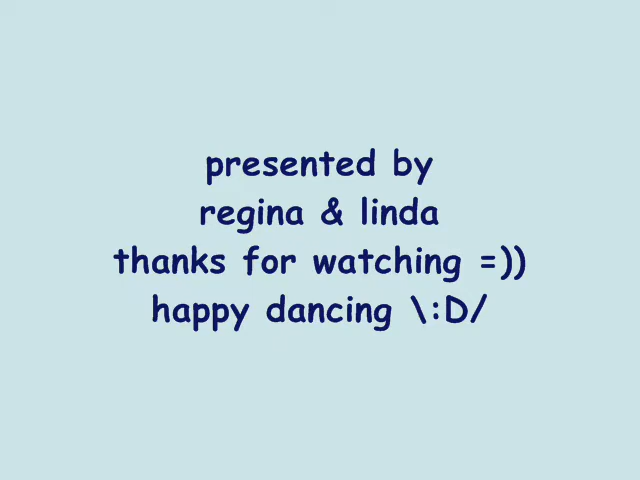 presented by
regina & linda
thanks for watching =))
happy dancing \:D/